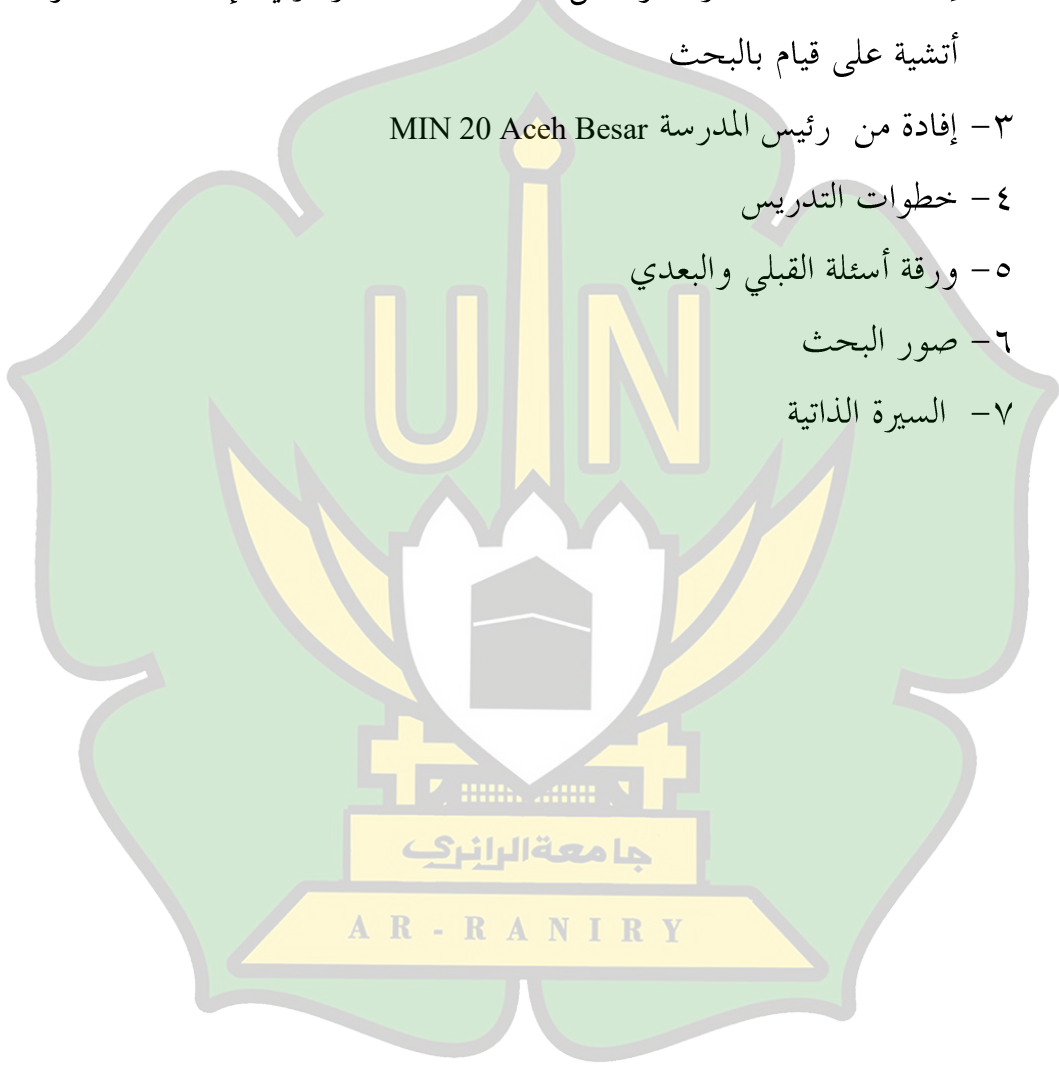 أتشية على قيام بالبحث
٣- إفادة من رئيس المدرسة MIN 20 Aceh Besar
٤- خطوات التدريس
٥- ورقة أسئلة القبلي والبعدي
٦- صور البحث
٧- السيرة الذاتية
UIN
جامعة الرانري
AR-RANIRY